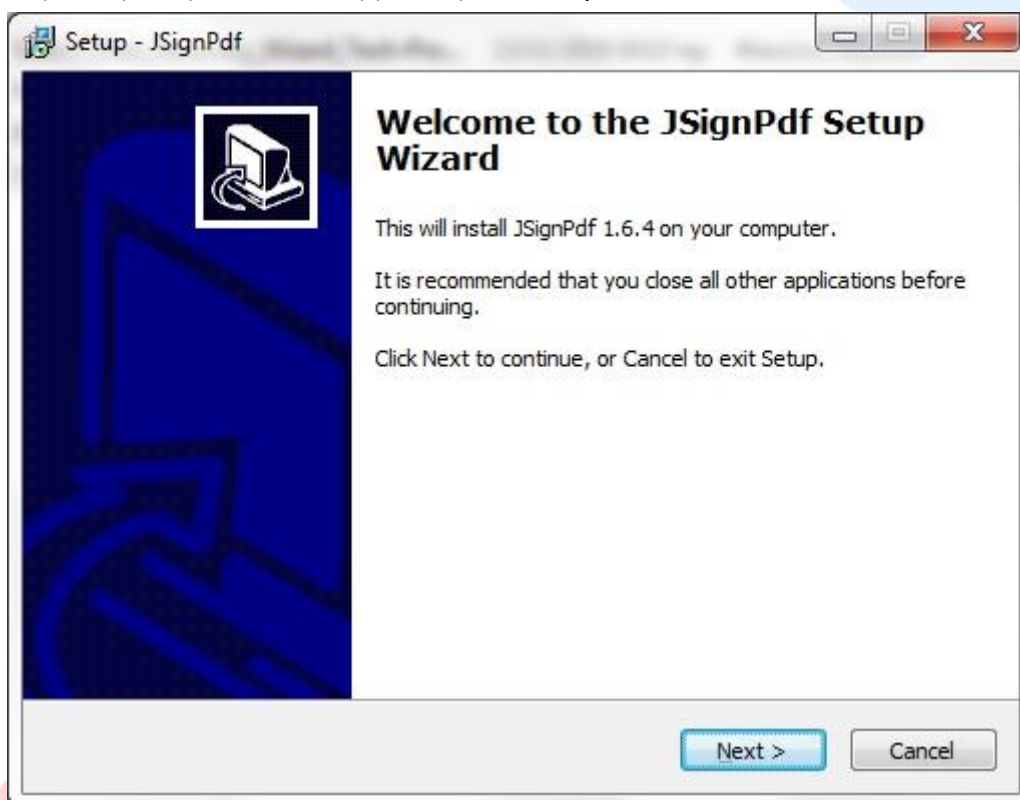 Setup - JSignPdf
Welcome to the JSignPdf Setup
Wizard
This will install JSignPdf 1.6.4 on your computer.
It is recommended that you close all other applications before
continuing.
Click Next to continue, or Cancel to exit Setup.
Next >
Cancel